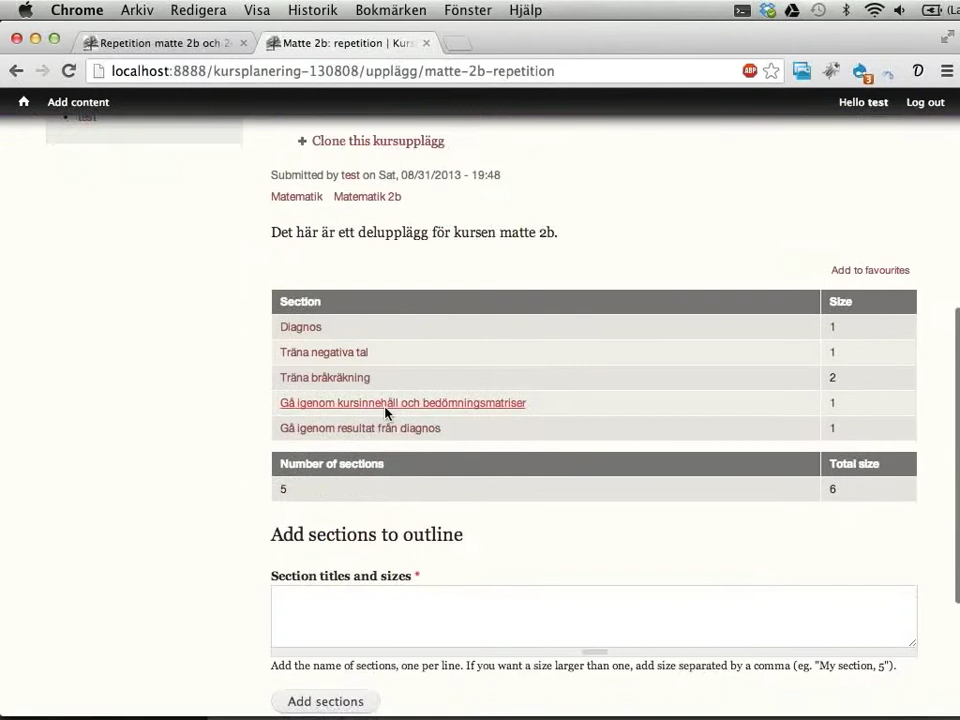 Chrome Arkiv Redigera Visa Historik Bokmärken Fönster Hjälp
Repetition matte 2b och 2
Matte 2b: repetition | Kurs
localhost:8888/kursplanering-130808/upplägg/matte-2b-repetition
ABP
3
Add content
Hello test Log out
test
Clone this kursupplägg
Submitted by test on Sat, 08/31/2013 - 19:48
Matematik Matematik 2b
Det här är ett delupplägg för kursen matte 2b.
Add to favourites
Section Size
Diagnos 1
Träna negativa tal 1
Träna bråkräkning 2
Gå igenom kursinnehåll och bedömningsmatriser 1
Gå igenom resultat från diagnos 1
Number of sections Total size
5 6
Add sections to outline
Section titles and sizes *
Add the name of sections, one per line. If you want a size larger than one, add size separated by a comma (eg. "My section, 5").
Add sections